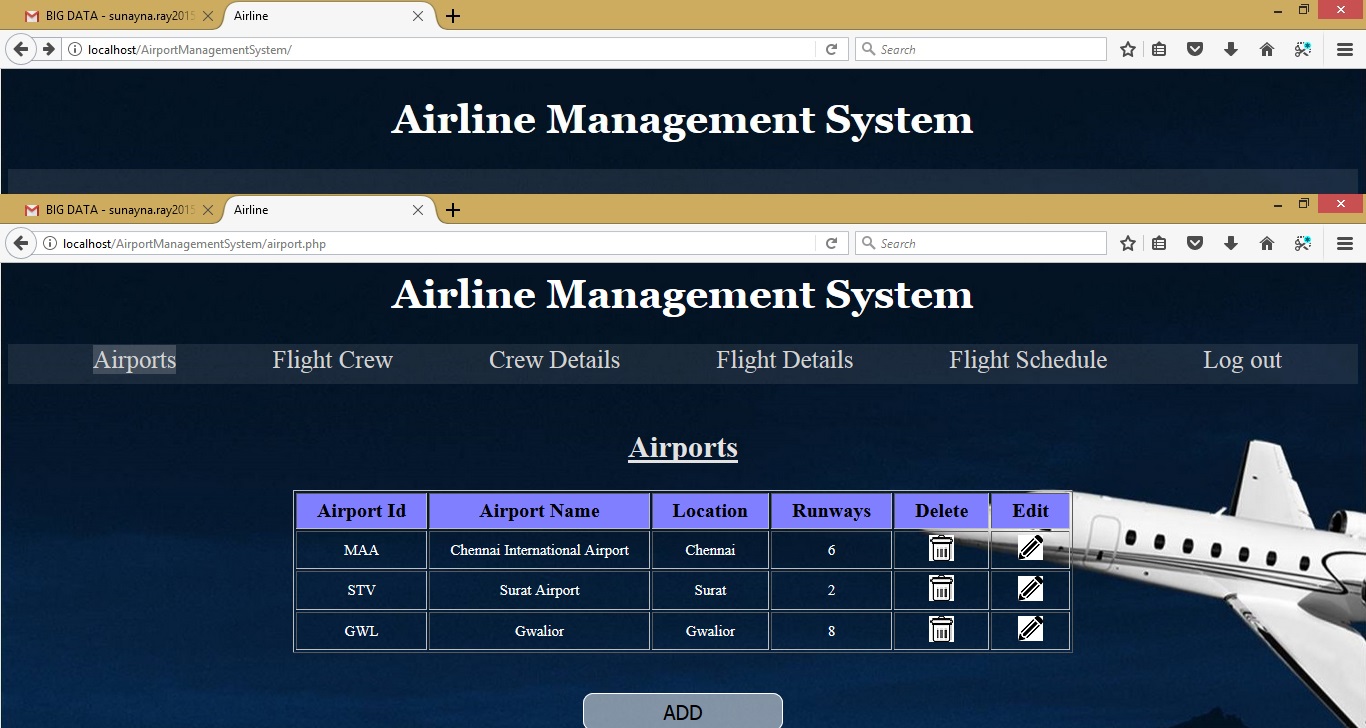 BIG DATA - sunayna.ray2015
Airline
localhost/AirportManagementSystem/
Search
Airline Management System
BIG DATA - sunayna.ray2015
Airline
localhost/AirportManagementSystem/airport.php
Search
Airline Management System
Airports Flight Crew Crew Details Flight Details Flight Schedule Log out
Airports
Airport Id Airport Name Location Runways Delete Edit
MAA Chennai International Airport Chennai 6
STV Surat Airport Surat 2
GWL Gwalior Gwalior 8
ADD